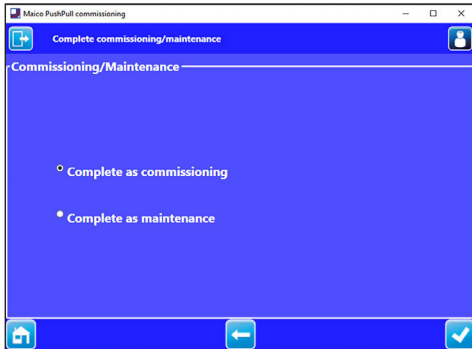 Maico PushPull commissioning
Complete commissioning/maintenance
Commissioning/Maintenance
Complete as commissioning
Complete as maintenance